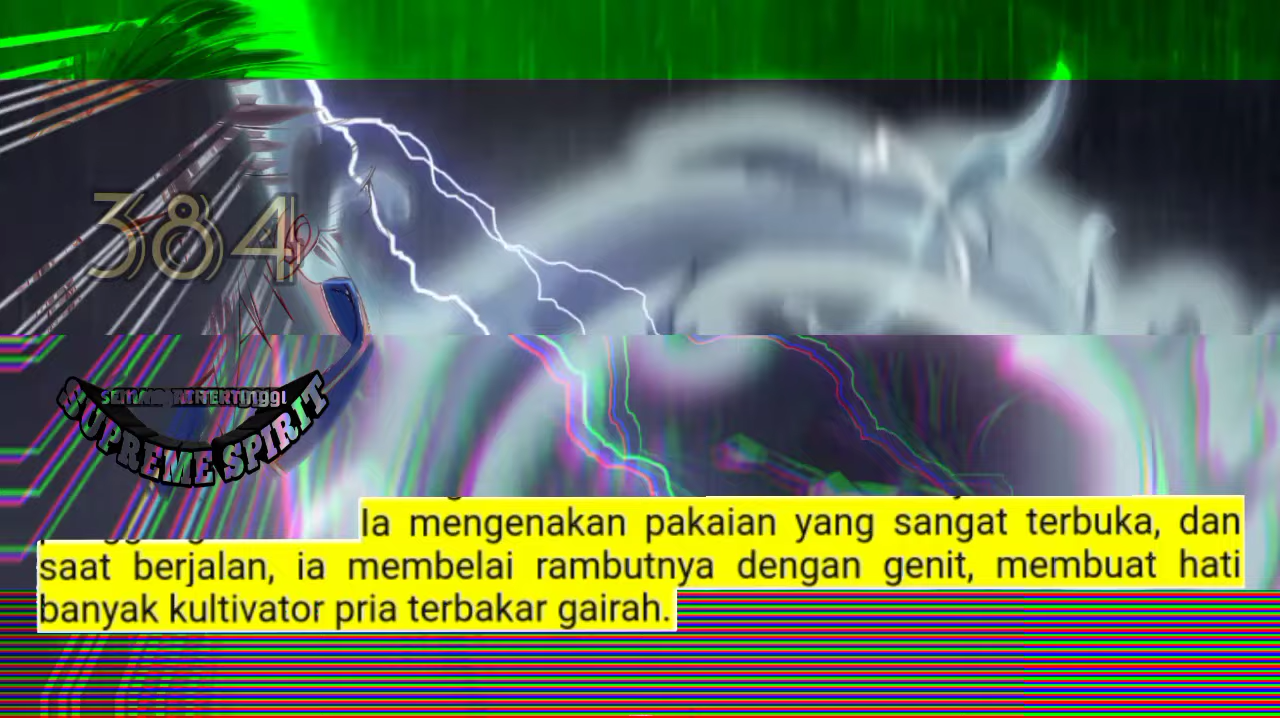 384
SUPREME SPIRIT
Ia mengenakan pakaian yang sangat terbuka, dan
saat berjalan, ia membelai rambutnya dengan genit, membuat hati
banyak kultivator pria terbakar gairah.